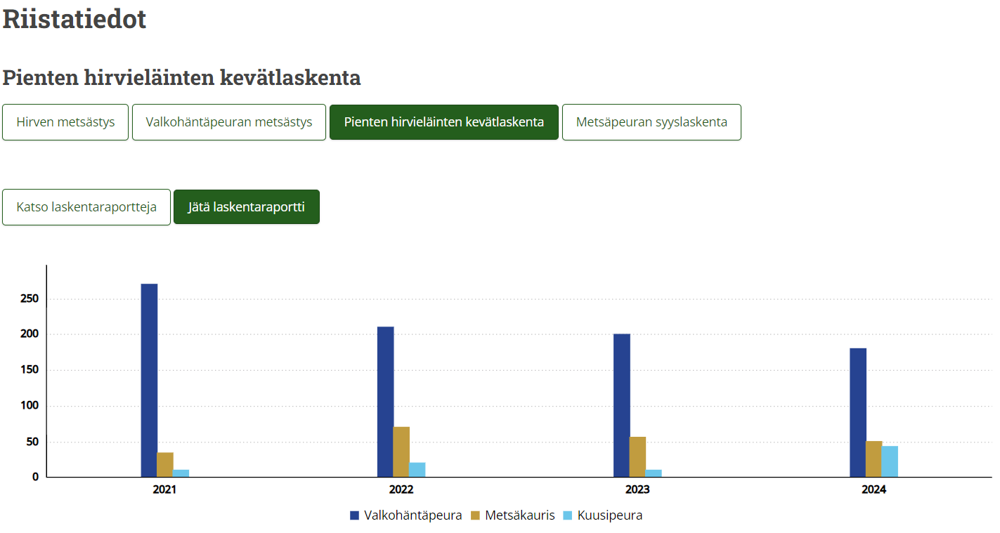 Riistatiedot
Pienten hirvieläinten kevätlaskenta
Hirven metsästys Valkohäntäpeuran metsästys Pienten hirvieläinten kevätlaskenta Metsäpeuran syyslaskenta
Katso laskentaraportteja Jätä laskentaraportti
250
200
150
100
50
0
2021 2022 2023 2024
Valkohäntäpeura Metsäkauris Kuusipeura